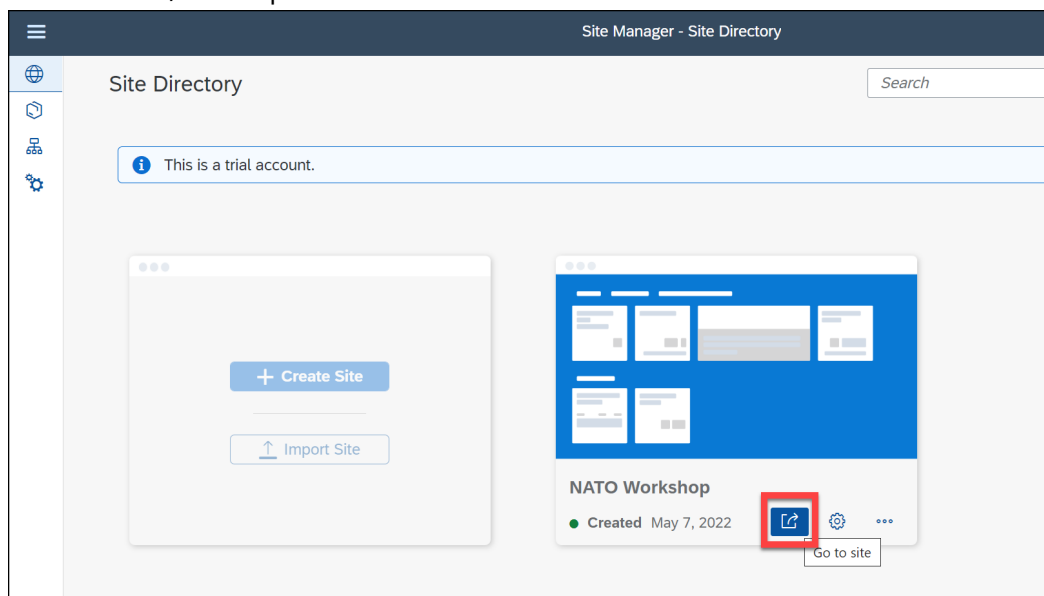 Site Manager - Site Directory
Site Directory
Search
This is a trial account.
+ Create Site
Import Site
NATO Workshop
Created May 7, 2022
Go to site